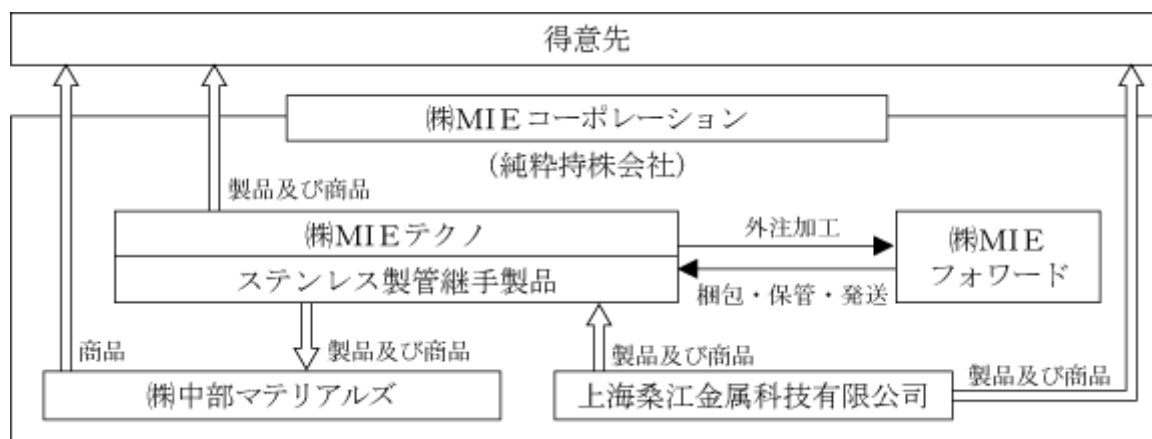 得意先
㈱MIEコーポレーション
(純粋持株会社)
製品及び商品
㈱MIEテクノ
ステンレス製管継手製品
外注加工
梱包・保管・発送
㈱MIE
フォワード
商品
製品及び商品
製品及び商品
製品及び商品
㈱中部マテリアルズ
上海桑江金属科技有限公司